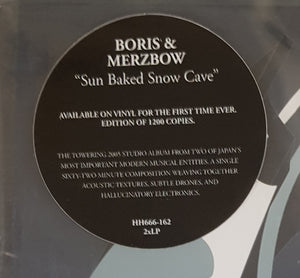 BORIS &
MERZBOW
“Sun Baked Snow Cave”
AVAILABLE ON VINYL FOR THE FIRST TIME EVER.
EDITION OF 1200 COPIES.
THE TOWERING 2005 STUDIO ALBUM FROM TWO OF JAPAN'S
MOST IMPORTANT MODERN MUSICAL ENTITIES. A SINGLE
SIXTY-TWO MINUTE COMPOSITION WEAVING TOGETHER
ACOUSTIC TEXTURES, SUBTLE DRONES, AND
HALLUCINATORY ELECTRONICS.
HH666-162
2xLP